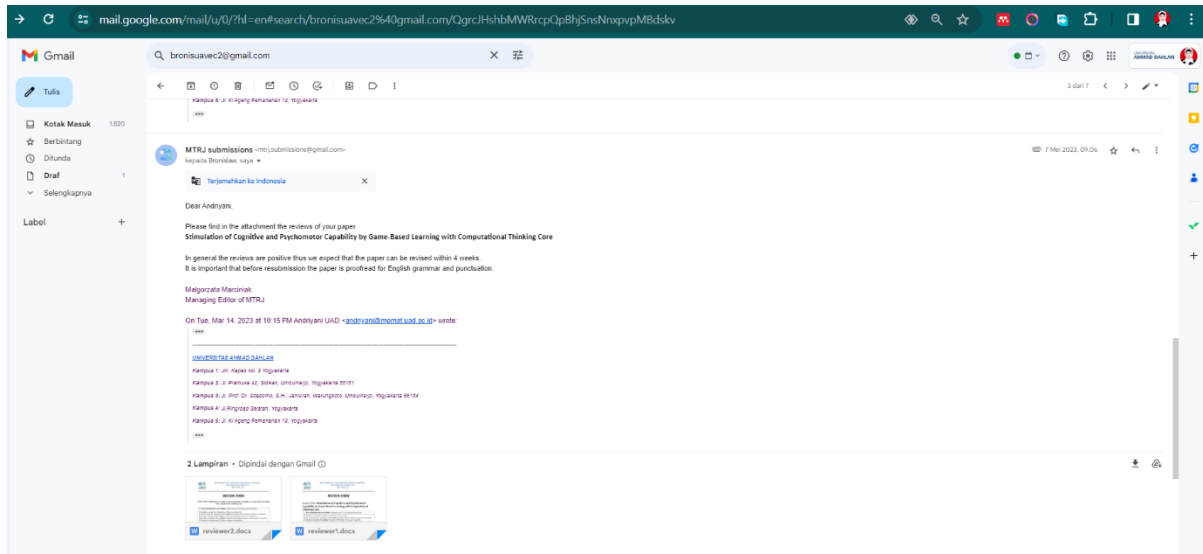 mail.google.com/mail/u/0/?hl=en#search/bronisuavec2%40gmail.com/QgrcJHshbMWRrcpQpBhjSnsNnxpvpMBdskv
Gmail
bronisuavec2@gmail.com
UNIVERSITAS AHMAD DAHLAN
Tulis
3 dari 7
Kampus 5: Jl. Ki Ageng Pemanahan 19, Yogyakarta
Kotak Masuk 1.820
Berbintang
Ditunda
Draf 1
Selengkapnya
Label
MTRJ submissions <mtrj.submissions@gmail.com>
7 Mei 2023, 09.06
kepada Bronislaw, saya
Terjemahkan ke Indonesia
Dear Andriyani,
Please find in the attachment the reviews of your paper
Stimulation of Cognitive and Psychomotor Capability by Game-Based Learning with Computational Thinking Core
In general the reviews are positive thus we expect that the paper can be revised within 4 weeks.
It is important that before resubmission the paper is proofread for English grammar and punctuation.
Malgorzata Marciniak
Managing Editor of MTRJ
On Tue, Mar 14, 2023 at 10:15 PM Andriyani UAD <andriyani@mpmat.uad.ac.id> wrote:
UNIVERSITAS AHMAD DAHLAN
Kampus 1: Jln. Kapas No. 9 Yogyakarta
Kampus 2: Jl. Pramuka 42, Sidikan, Umbulharjo, Yogyakarta 55161
Kampus 3: Jl. Prof. Dr. Soepomo, S.H., Janturan, Warungboto, Umbulharjo, Yogyakarta 55164
Kampus 4: Jl.Ringroad Selatan, Yogyakarta
Kampus 5: Jl. Ki Ageng Pemanahan 19, Yogyakarta
2 Lampiran • Dipindai dengan Gmail
reviewer2.docx
reviewer1.docx